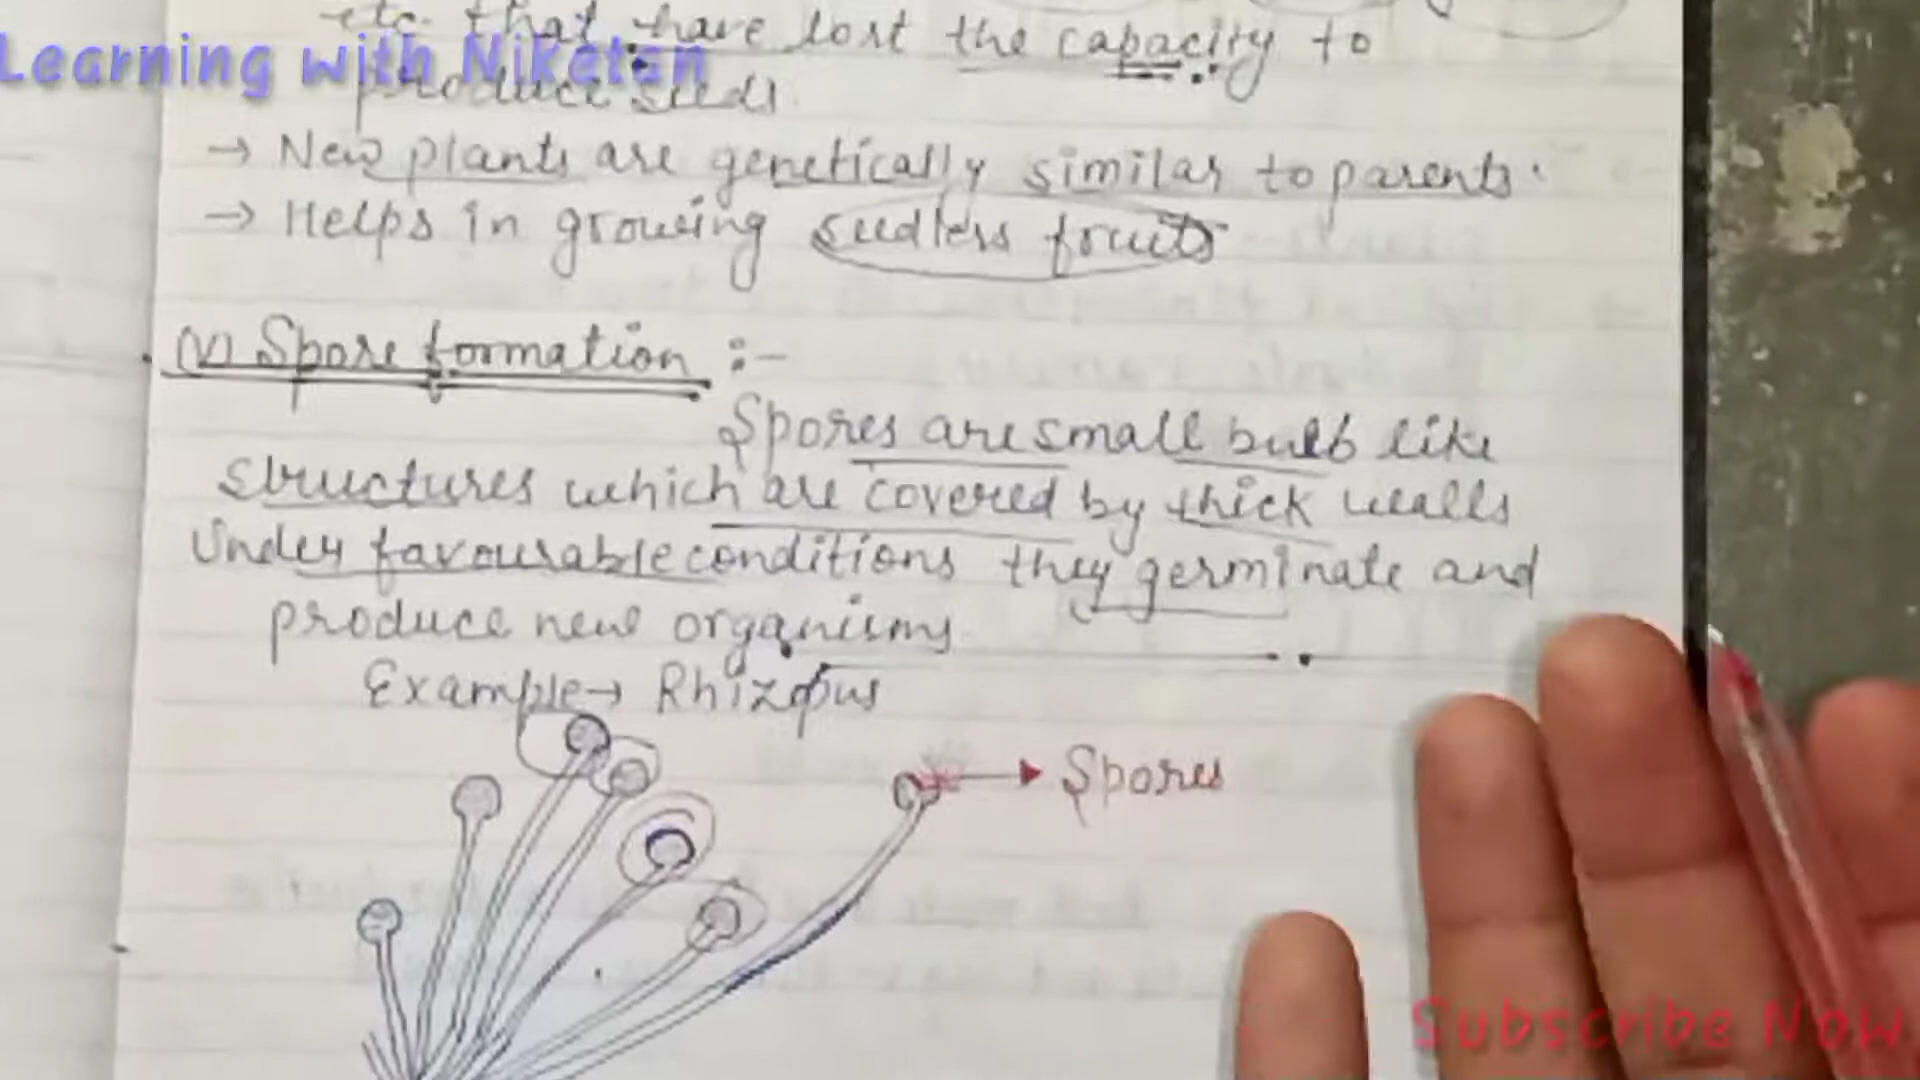 etc. that have lost the capacity to
Learning with Niketan
produce seeds.
→ New plants are genetically similar to parents.
→ Helps in growing seedless fruits
(V) Spore formation :-
Spores are small bulb like
structures which are covered by thick walls
Under favourable conditions they germinate and
produce new organisms.
Example → Rhizopus
Spores
Subscribe Now